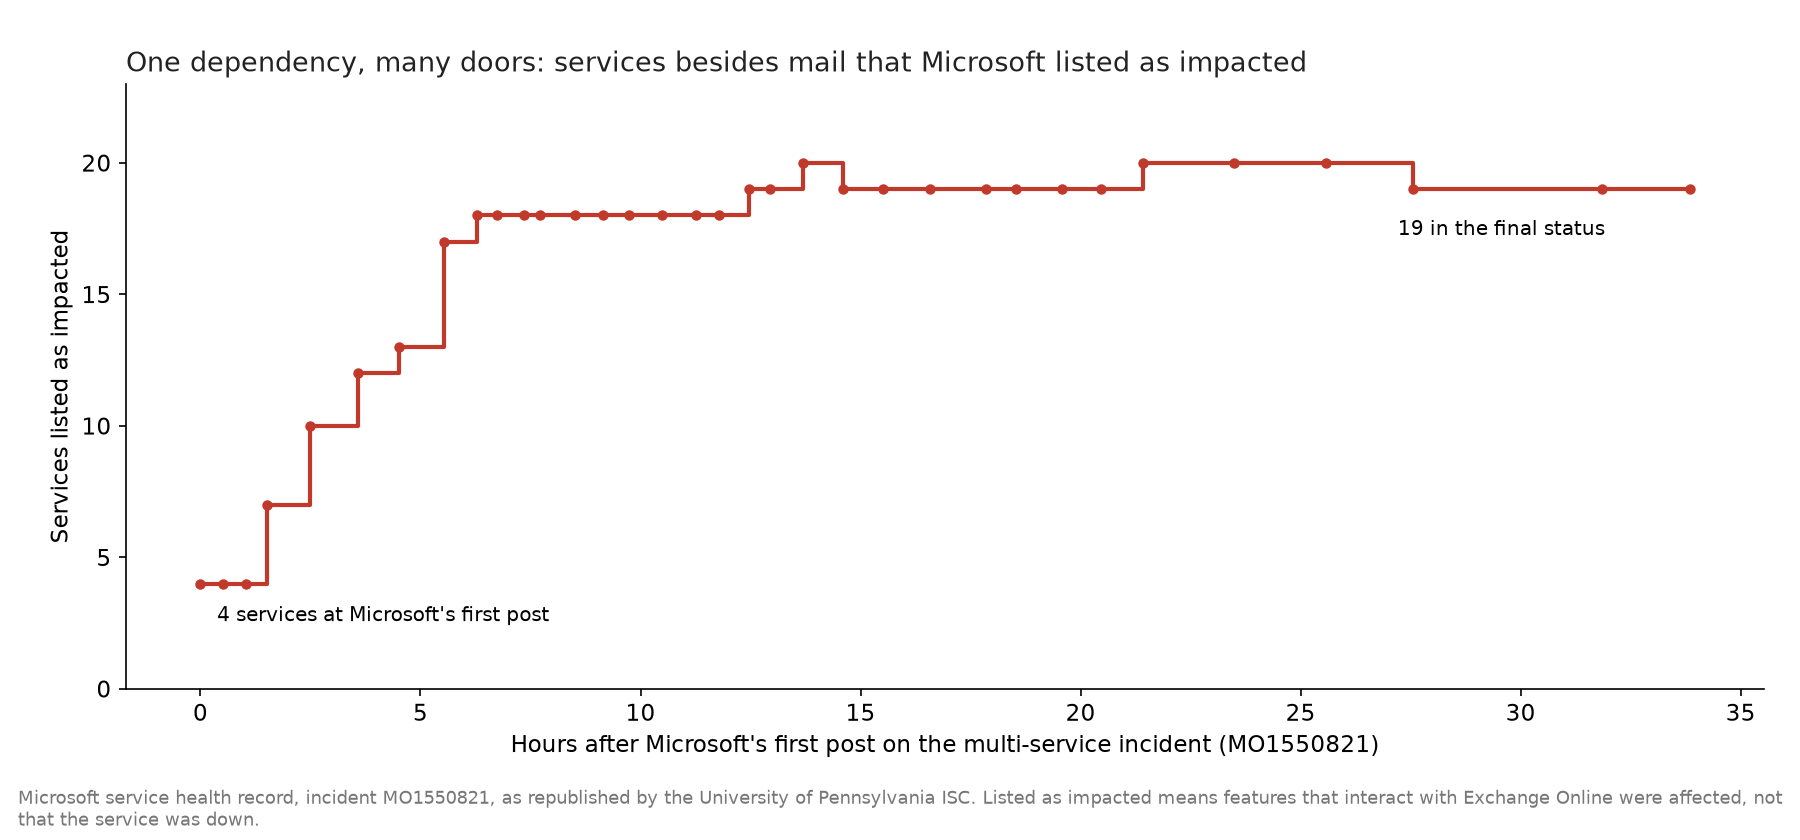 One dependency, many doors: services besides mail that Microsoft listed as impacted
Services listed as impacted
20
15
10
5
0
19 in the final status
4 services at Microsoft's first post
0 5 10 15 20 25 30 35
Hours after Microsoft's first post on the multi-service incident (MO1550821)
Microsoft service health record, incident MO1550821, as republished by the University of Pennsylvania ISC. Listed as impacted means features that interact with Exchange Online were affected, not
that the service was down.